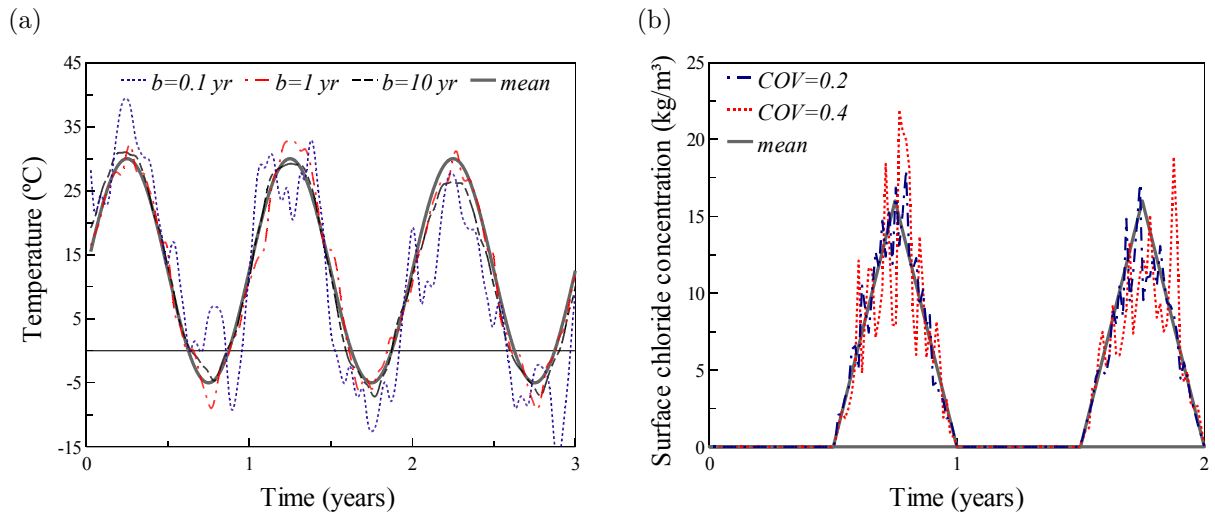 (a)
45
35
25
15
5
-5
-15
Temperature (ºC)
b=0.1 yr b=1 yr b=10 yr mean
0 1 2 3
Time (years)
(b)
25
20
15
10
5
0
Surface chloride concentration (kg/m³)
COV=0.2
COV=0.4
mean
0 1 2
Time (years)